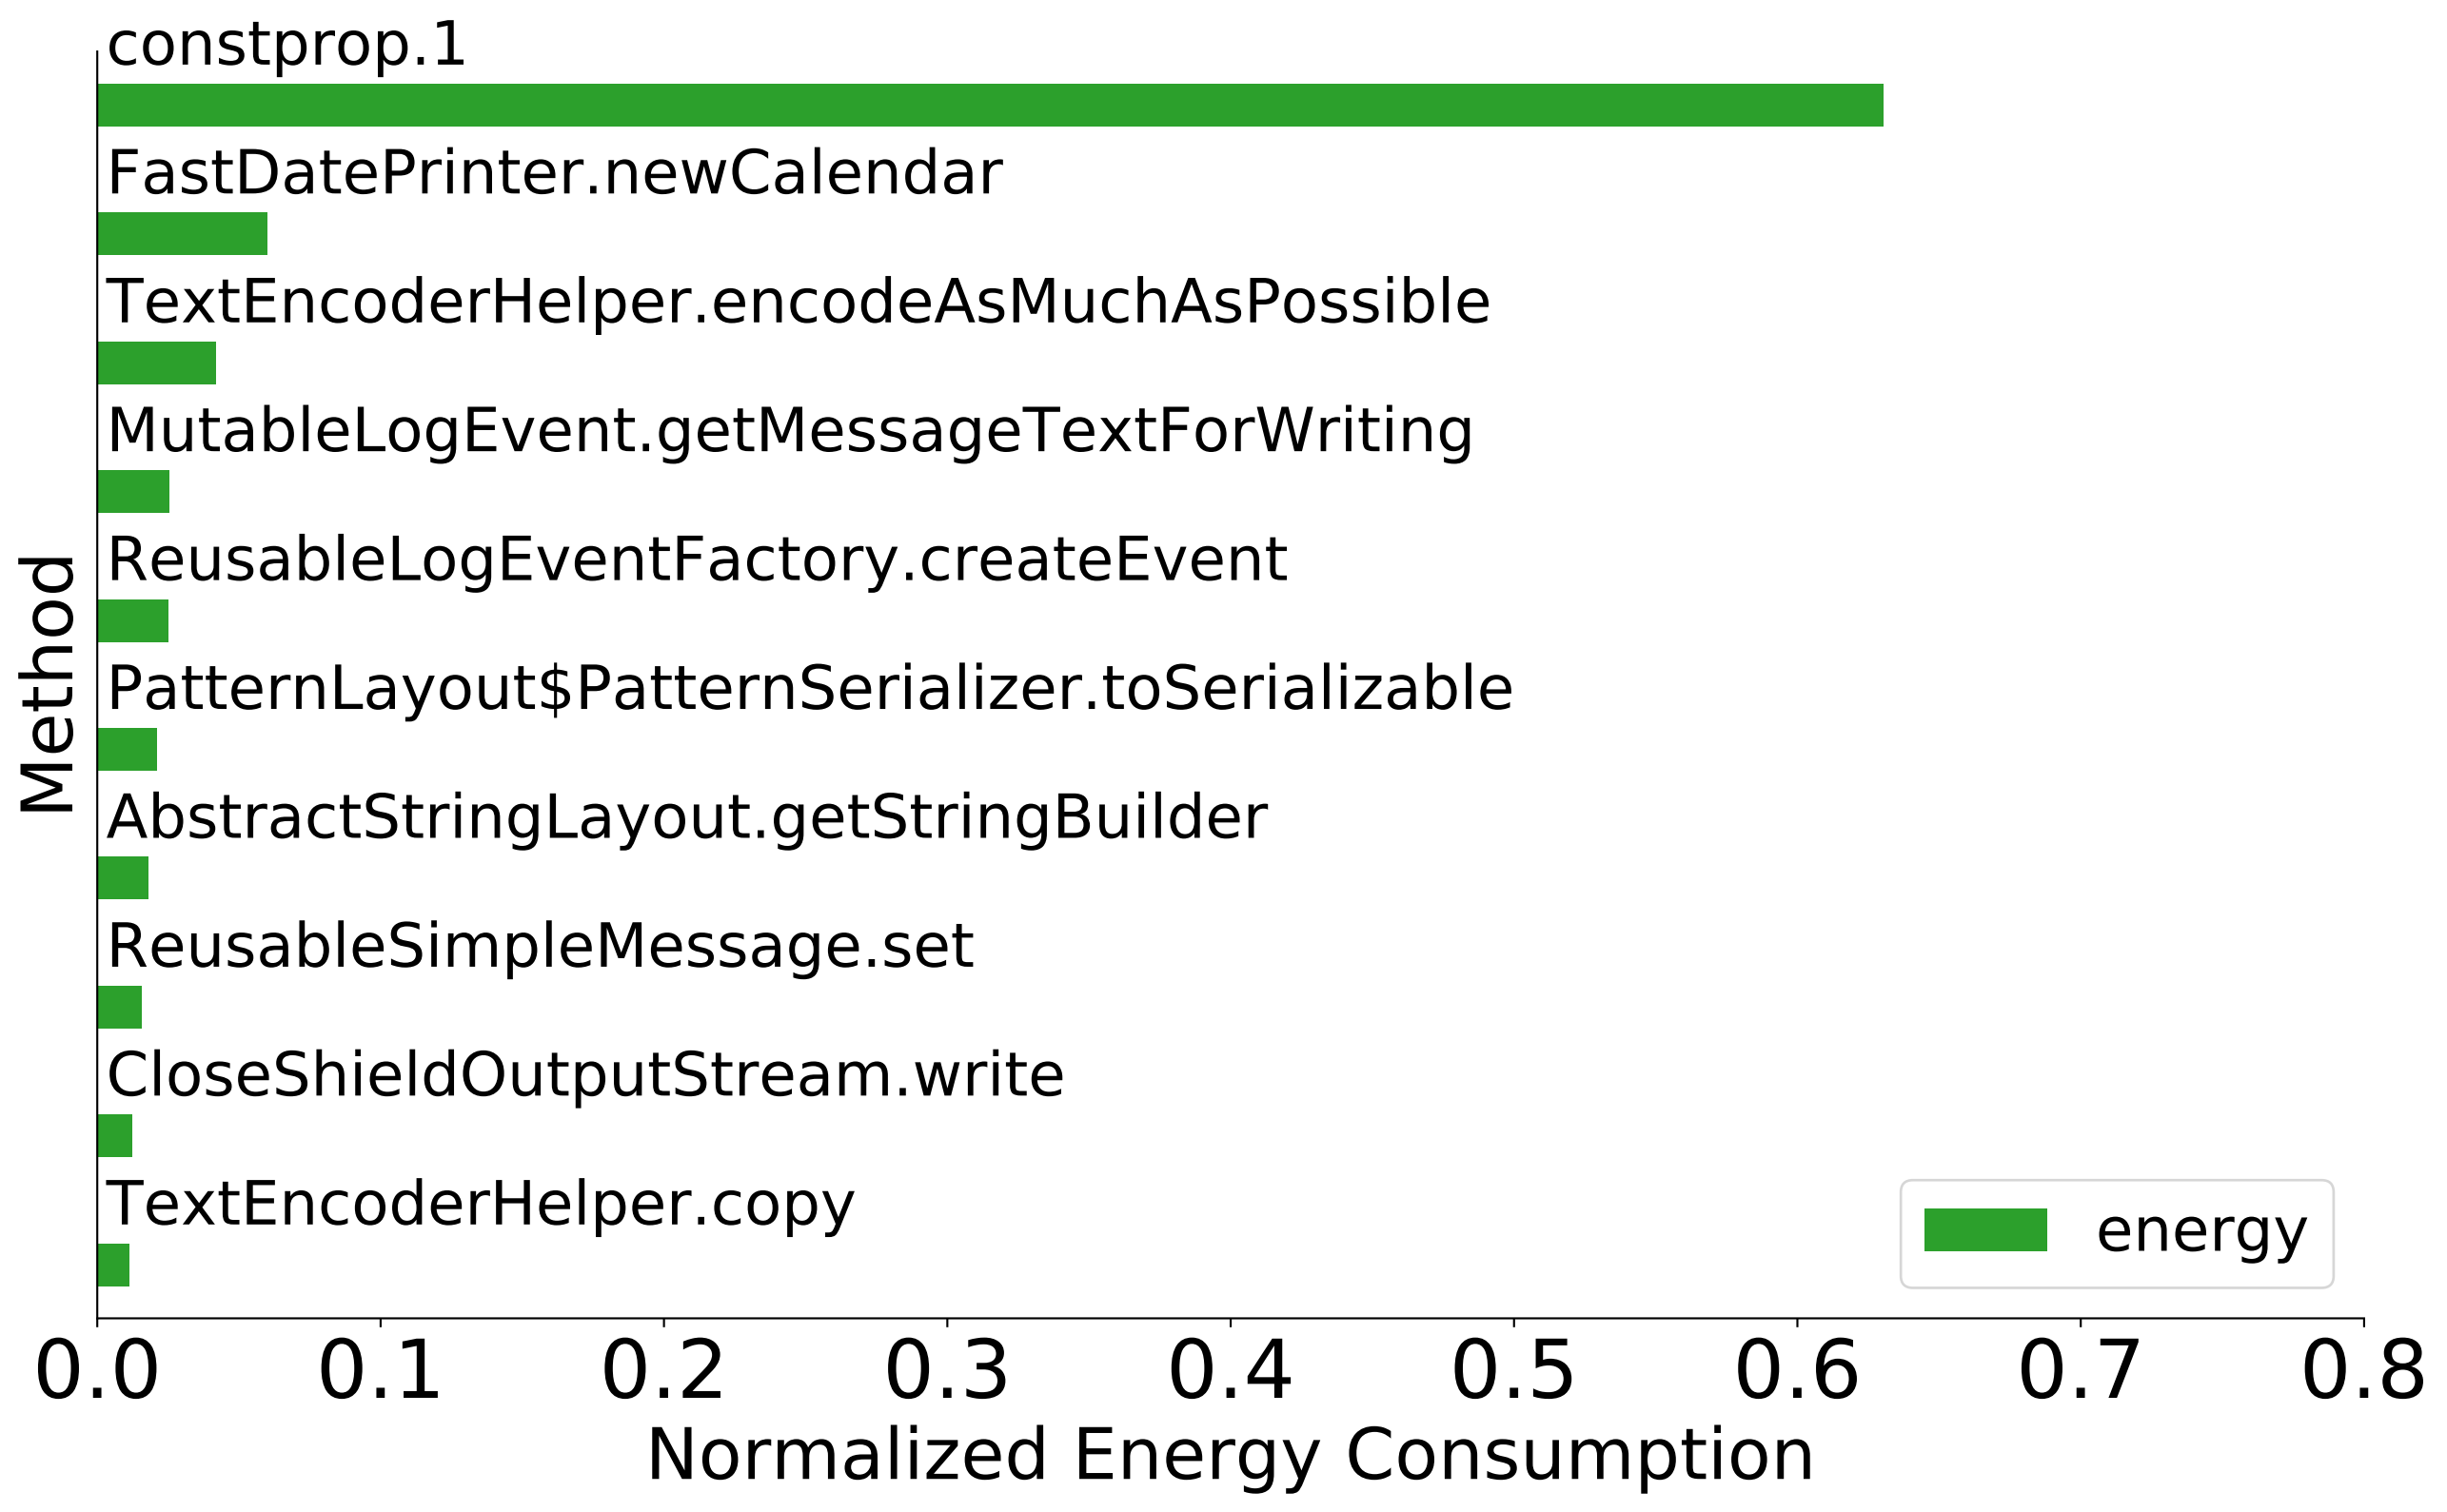 constprop.1
FastDatePrinter.newCalendar
TextEncoderHelper.encodeAsMuchAsPossible
MutableLogEvent.getMessageTextForWriting
ReusableLogEventFactory.createEvent
PatternLayout$PatternSerializer.toSerializable
AbstractStringLayout.getStringBuilder
ReusableSimpleMessage.set
CloseShieldOutputStream.write
TextEncoderHelper.copy
Method
energy
0.0 0.1 0.2 0.3 0.4 0.5 0.6 0.7 0.8
Normalized Energy Consumption